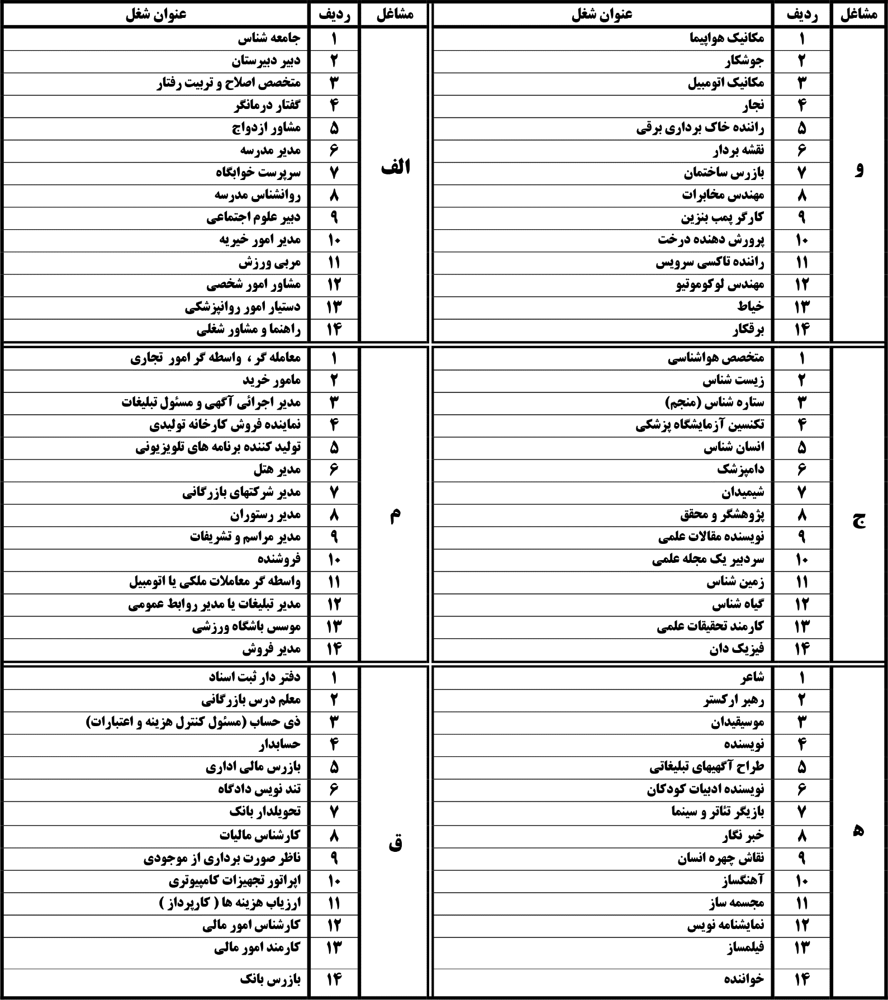 مشاغل ردیف عنوان شغل مشاغل ردیف عنوان شغل
و
۱ مکانیک هواپیما
۲ جوشکار
۳ مکانیک اتومبیل
۴ نجار
۵ راننده خاک برداری برقی
۶ نقشه بردار
۷ بازرس ساختمان
۸ مهندس مخابرات
۹ کارگر پمب بنزین
۱۰ پرورش دهنده درخت
۱۱ راننده تاکسی سرویس
۱۲ مهندس لوکوموتیو
۱۳ خیاط
۱۴ برقکار
الف
۱ جامعه شناس
۲ دبیر دبیرستان
۳ متخصص اصلاح و تربیت رفتار
۴ گفتار درمانگر
۵ مشاور ازدواج
۶ مدیر مدرسه
۷ سرپرست خوابگاه
۸ روانشناس مدرسه
۹ دبیر علوم اجتماعی
۱۰ مدیر امور خیریه
۱۱ مربی ورزش
۱۲ مشاور امور شخصی
۱۳ دستیار امور روانپزشکی
۱۴ راهنما و مشاور شغلی
ج
۱ متخصص هواشناسی
۲ زیست شناس
۳ ستاره شناس (منجم)
۴ تکنسین آزمایشگاه پزشکی
۵ انسان شناس
۶ دامپزشک
۷ شیمیدان
۸ پژوهشگر و محقق
۹ نویسنده مقالات علمی
۱۰ سردبیر یک مجله علمی
۱۱ زمین شناس
۱۲ گیاه شناس
۱۳ کارمند تحقیقات علمی
۱۴ فیزیک دان
م
۱ معامله گر ، واسطه گر امور تجاری
۲ مامور خرید
۳ مدیر اجرائی آگهی و مسئول تبلیغات
۴ نماینده فروش کارخانه تولیدی
۵ تولید کننده برنامه های تلویزیونی
۶ مدیر هتل
۷ مدیر شرکتهای بازرگانی
۸ مدیر رستوران
۹ مدیر مراسم و تشریفات
۱۰ فروشنده
۱۱ واسطه گر معاملات ملکی یا اتومبیل
۱۲ مدیر تبلیغات یا مدیر روابط عمومی
۱۳ موسس باشگاه ورزشی
۱۴ مدیر فروش
ه
۱ شاعر
۲ رهبر ارکستر
۳ موسیقیدان
۴ نویسنده
۵ طراح آگهیهای تبلیغاتی
۶ نویسنده ادبیات کودکان
۷ بازیگر تئاتر و سینما
۸ خبر نگار
۹ نقاش چهره انسان
۱۰ آهنگساز
۱۱ مجسمه ساز
۱۲ نمایشنامه نویس
۱۳ فیلمساز
۱۴ خواننده
ق
۱ دفتر دار ثبت اسناد
۲ معلم درس بازرگانی
۳ ذی حساب (مسئول کنترل هزینه و اعتبارات)
۴ حسابدار
۵ بازرس مالی اداری
۶ تند نویس دادگاه
۷ تحویلدار بانک
۸ کارشناس مالیات
۹ ناظر صورت برداری از موجودی
۱۰ اپراتور تجهیزات کامپیوتری
۱۱ ارزیاب هزینه ها ( کارپرداز )
۱۲ کارشناس امور مالی
۱۳ کارمند امور مالی
۱۴ بازرس بانک